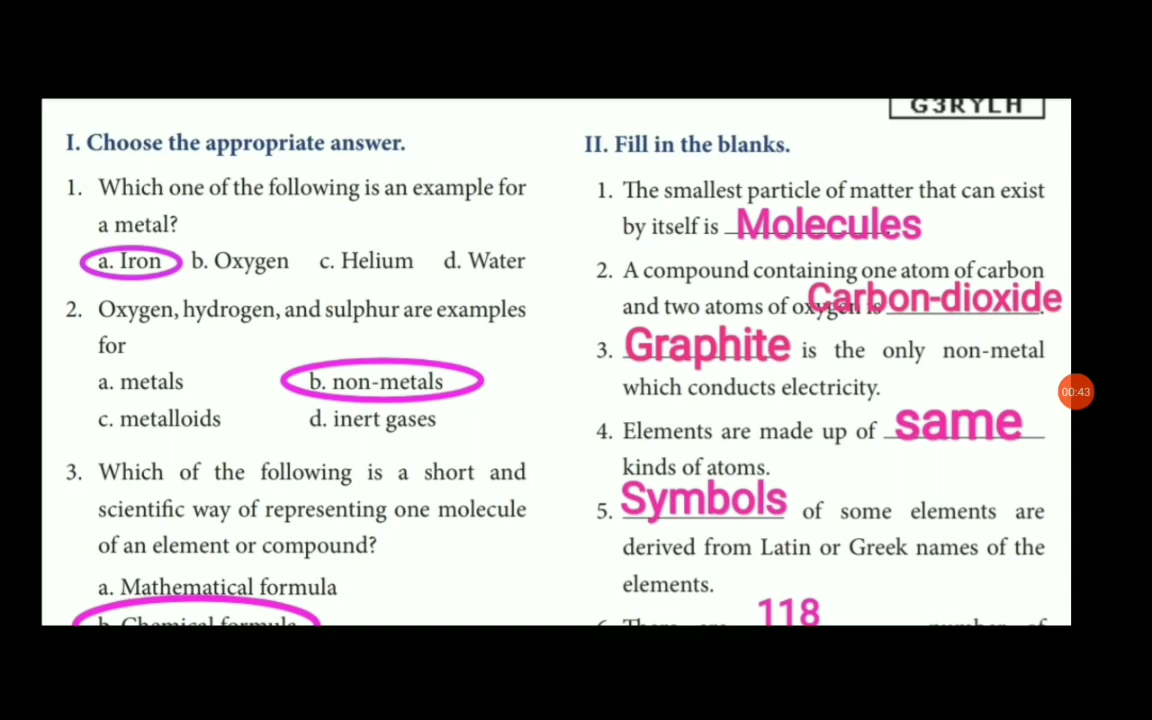 G3RYLH
I. Choose the appropriate answer.
1. Which one of the following is an example for
a metal?
a. Iron b. Oxygen c. Helium d. Water
2. Oxygen, hydrogen, and sulphur are examples
for
a. metals b. non-metals
c. metalloids d. inert gases
3. Which of the following is a short and
scientific way of representing one molecule
of an element or compound?
a. Mathematical formula
b. Chemical formula
II. Fill in the blanks.
1. The smallest particle of matter that can exist
by itself is Molecules
2. A compound containing one atom of carbon
and two atoms of oxygen is Carbon-dioxide.
3. Graphite is the only non-metal
which conducts electricity.
4. Elements are made up of same
kinds of atoms.
5. Symbols of some elements are
derived from Latin or Greek names of the
elements.
118
number of
00:43